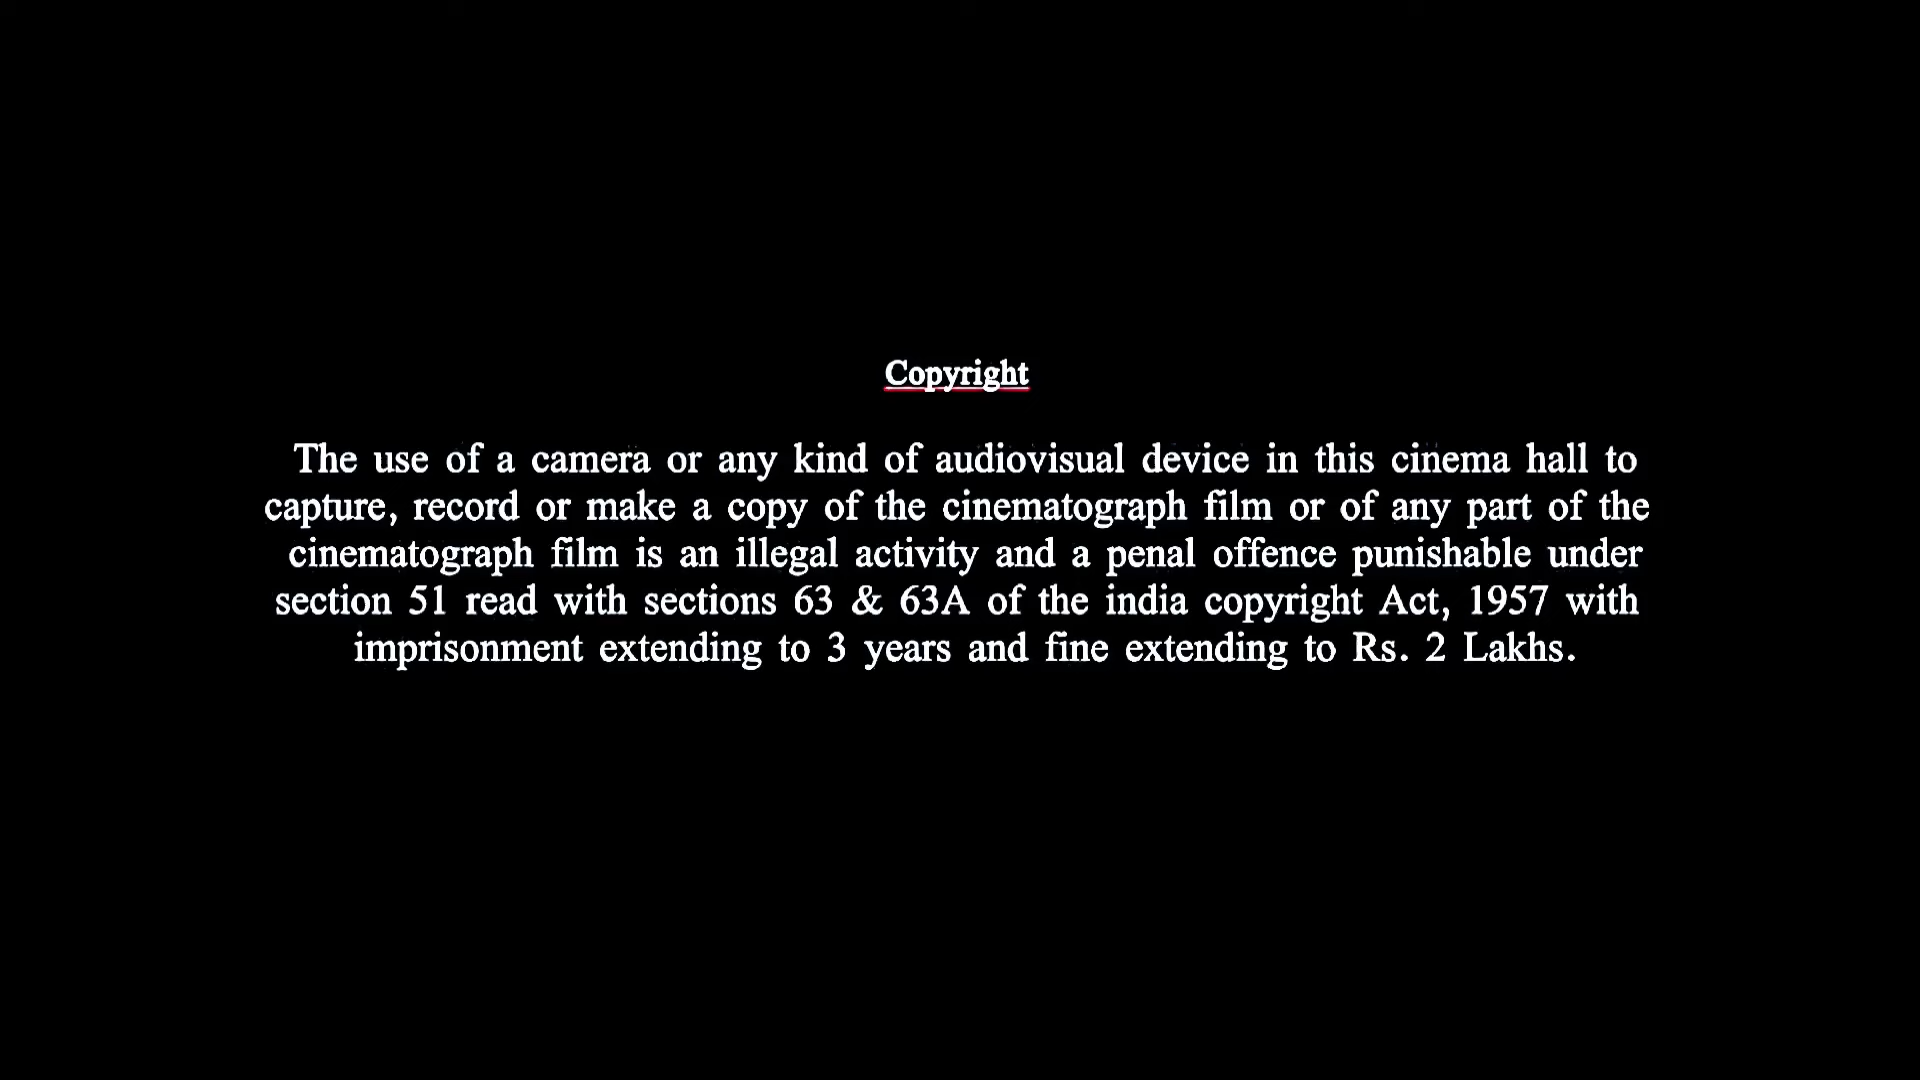 Copyright
The use of a camera or any kind of audiovisual device in this cinema hall to
capture, record or make a copy of the cinematograph film or of any part of the
cinematograph film is an illegal activity and a penal offence punishable under
section 51 read with sections 63 & 63A of the india copyright Act, 1957 with
imprisonment extending to 3 years and fine extending to Rs. 2 Lakhs.